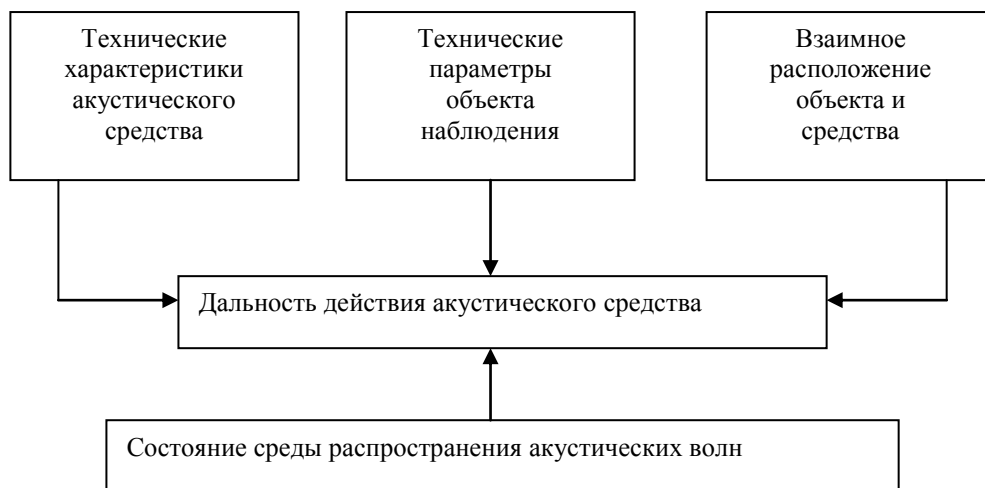 Технические
характеристики
акустического
средства
Технические
параметры
объекта
наблюдения
Взаимное
расположение
объекта и
средства
Дальность действия акустического средства
Состояние среды распространения акустических волн